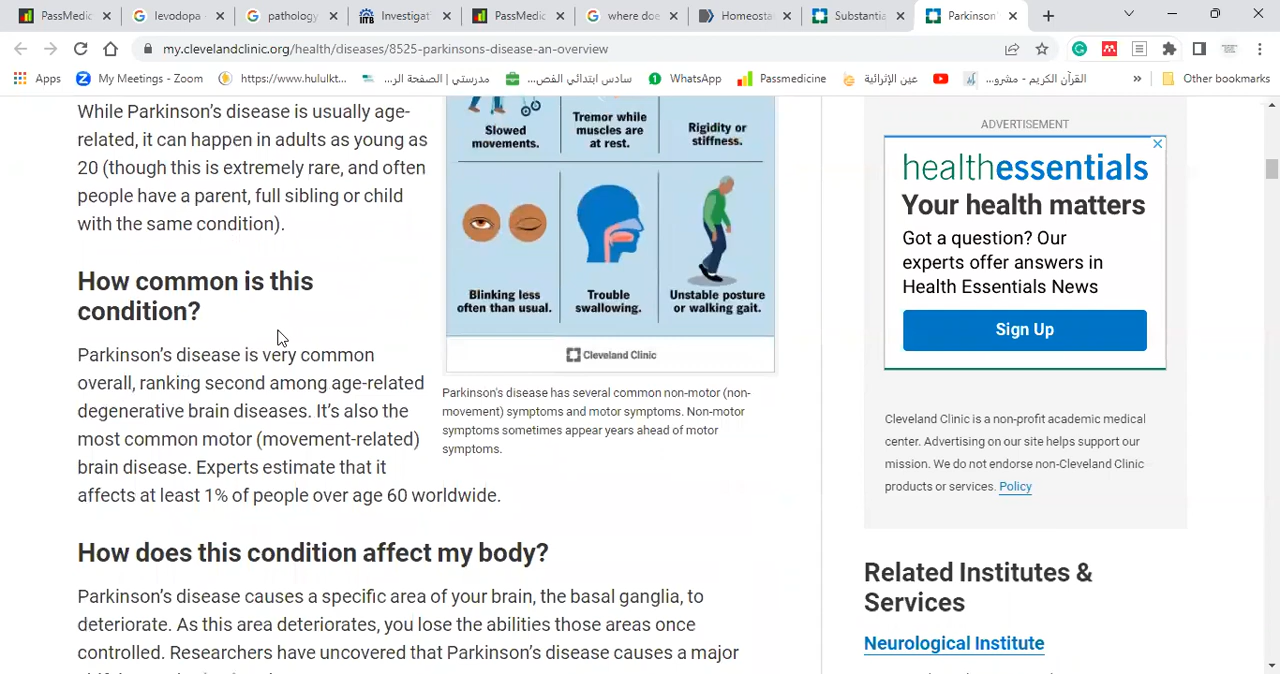 PassMedic
levodopa
pathology
Investigat
PassMedic
where doe
Homeostat
Substantia
Parkinson'
my.clevelandclinic.org/health/diseases/8525-parkinsons-disease-an-overview
Apps
My Meetings - Zoom
https://www.hululkt...
مدرستي | الصفحة الر...
سادس ابتدائي الفص...
WhatsApp
Passmedicine
عين الإثرائية
القرآن الكريم - مشرو...
»
Other bookmarks
While Parkinson's disease is usually age-
related, it can happen in adults as young as
20 (though this is extremely rare, and often
people have a parent, full sibling or child
with the same condition).
How common is this
condition?
Parkinson's disease is very common
overall, ranking second among age-related
degenerative brain diseases. It's also the
most common motor (movement-related)
brain disease. Experts estimate that it
affects at least 1% of people over age 60 worldwide.
Slowed
movements.
Tremor while
muscles are
at rest.
Rigidity or
stiffness.
Blinking less
often than usual.
Trouble
swallowing.
Unstable posture
or walking gait.
Cleveland Clinic
Parkinson's disease has several common non-motor (non-
movement) symptoms and motor symptoms. Non-motor
symptoms sometimes appear years ahead of motor
symptoms.
How does this condition affect my body?
Parkinson's disease causes a specific area of your brain, the basal ganglia, to
deteriorate. As this area deteriorates, you lose the abilities those areas once
controlled. Researchers have uncovered that Parkinson's disease causes a major
ADVERTISEMENT
healthessentials
Your health matters
Got a question? Our
experts offer answers in
Health Essentials News
Sign Up
Cleveland Clinic is a non-profit academic medical
center. Advertising on our site helps support our
mission. We do not endorse non-Cleveland Clinic
products or services. Policy
Related Institutes &
Services
Neurological Institute